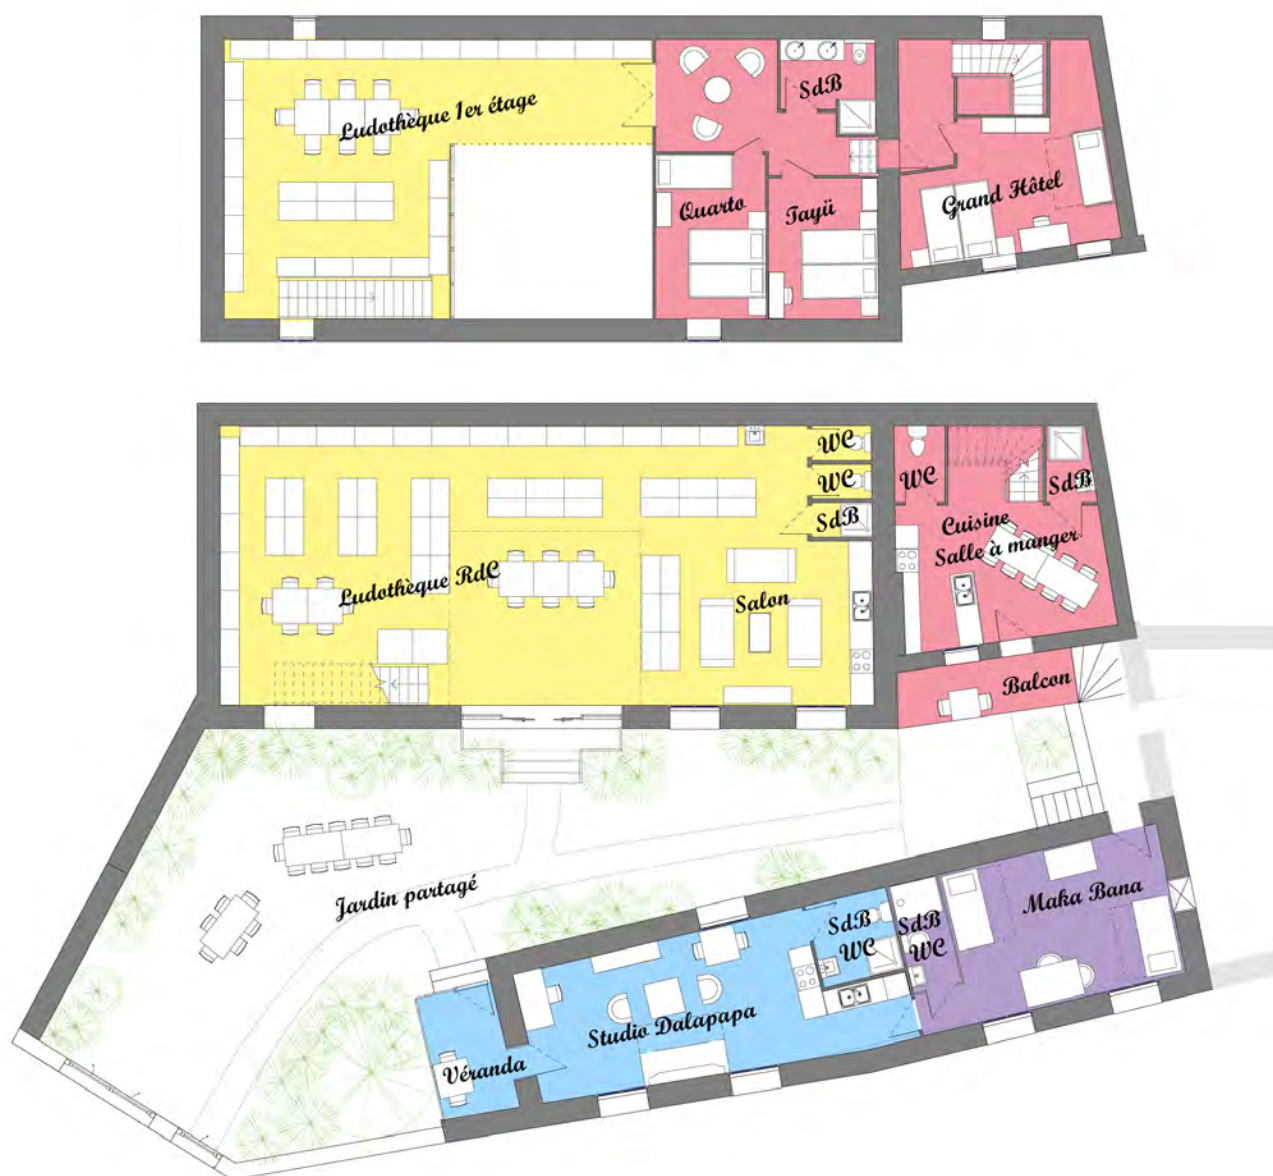 Ludothèque 1er étage
SdB
Quarto
Tayü
Grand Hôtel
WC
WC
SdB
WC
SdB
Cuisine
Salle à manger
Ludothèque RdC
Salon
Balcon
Jardin partagé
Maka Bana
SdB
WC
SdB
WC
Studio Dalapapa
Véranda